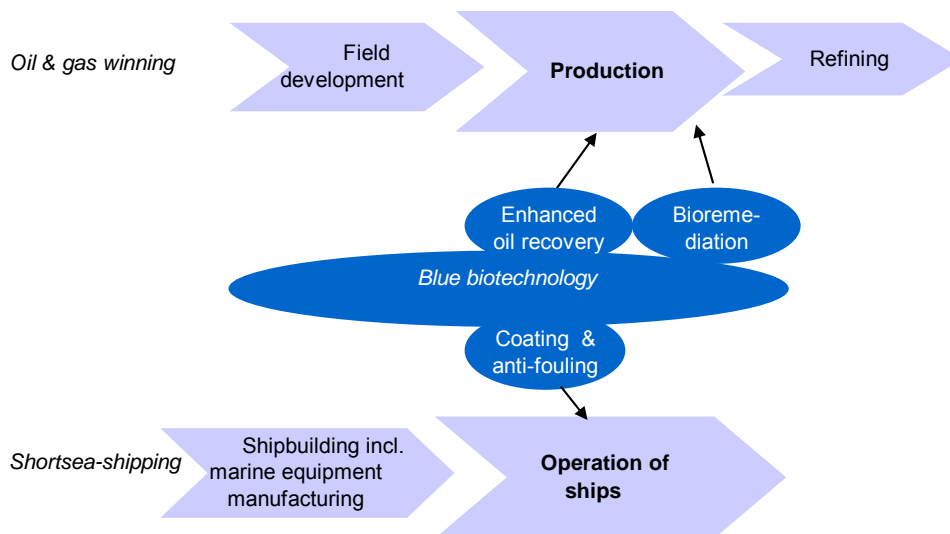 Oil & gas winning
Field
development
Production
Refining
Enhanced
oil recovery
Bioreme-
diation
Blue biotechnology
Coating &
anti-fouling
Shortsea-shipping
Shipbuilding incl.
marine equipment
manufacturing
Operation of
ships